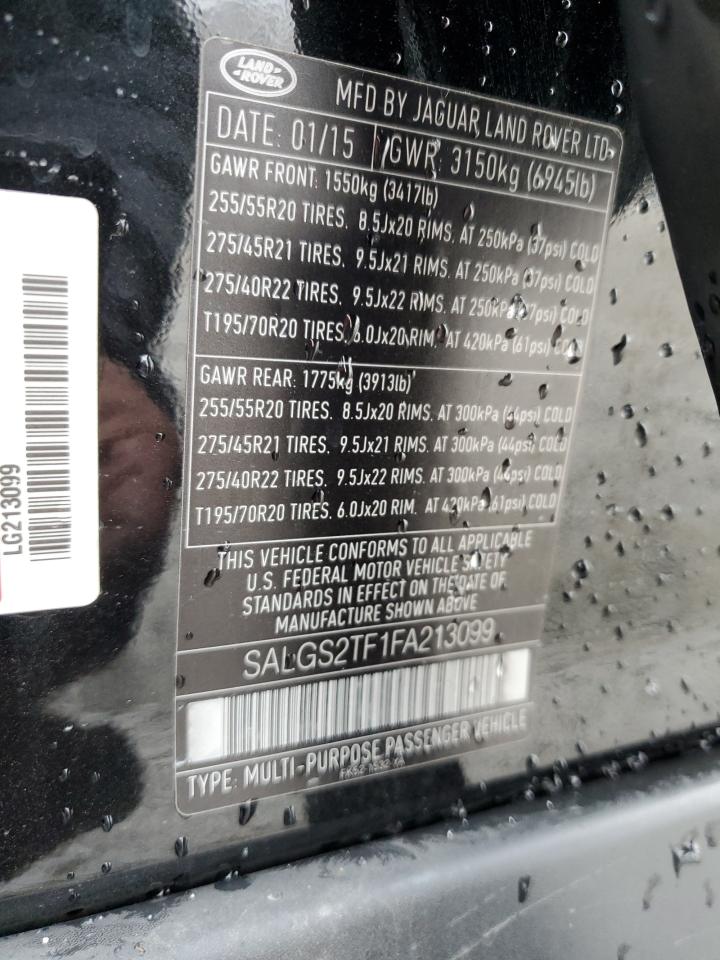 LAND
ROVER
MFD BY JAGUAR LAND ROVER LTD
DATE: 01/15 GWR: 3150kg (6945lb)
GAWR FRONT: 1550kg (3417lb)
255/55R20 TIRES. 8.5Jx20 RIMS. AT 250kPa (37psi) COLD
275/45R21 TIRES. 9.5Jx21 RIMS. AT 250kPa (37psi) COLD
275/40R22 TIRES. 9.5Jx22 RIMS. AT 250kPa (37psi) COLD
T195/70R20 TIRES. 6.0Jx20 RIM. AT 420kPa (61psi) COLD
GAWR REAR: 1775kg (3913lb)
255/55R20 TIRES. 8.5Jx20 RIMS. AT 300kPa (44psi) COLD
275/45R21 TIRES. 9.5Jx21 RIMS. AT 300kPa (44psi) COLD
275/40R22 TIRES. 9.5Jx22 RIMS. AT 300kPa (44psi) COLD
T195/70R20 TIRES. 6.0Jx20 RIM. AT 420kPa (61psi) COLD
THIS VEHICLE CONFORMS TO ALL APPLICABLE
U.S. FEDERAL MOTOR VEHICLE SAFETY
STANDARDS IN EFFECT ON THE DATE OF
MANUFACTURE SHOWN ABOVE
SALGS2TF1FA213099
TYPE: MULTI-PURPOSE PASSENGER VEHICLE
LG213099